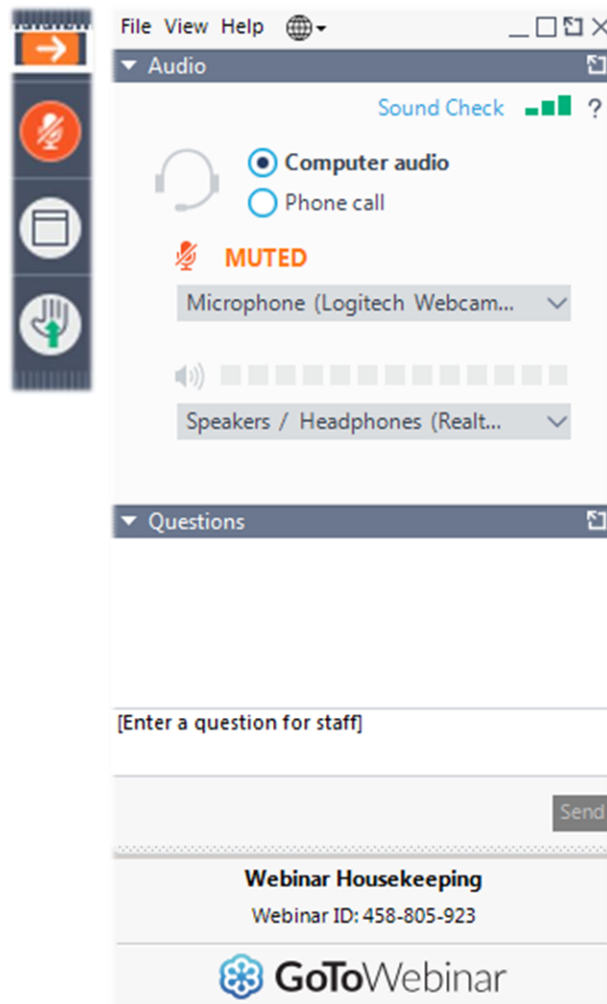 File View Help
Audio
Sound Check ?
Computer audio
Phone call
MUTED
Microphone (Logitech Webcam...
Speakers / Headphones (Realt...
Questions
[Enter a question for staff]
Send
Webinar Housekeeping
Webinar ID: 458-805-923
GoToWebinar